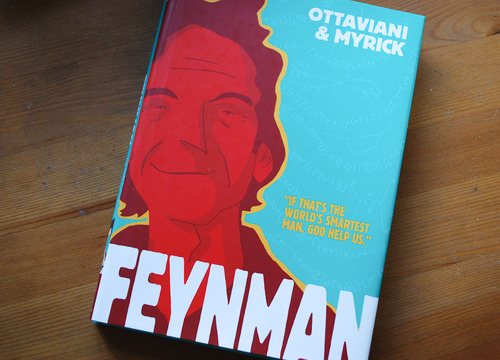 OTTAVIANI
& MYRICK
"IF THAT'S THE
WORLD'S SMARTEST
MAN, GOD HELP US."
FEYNMAN